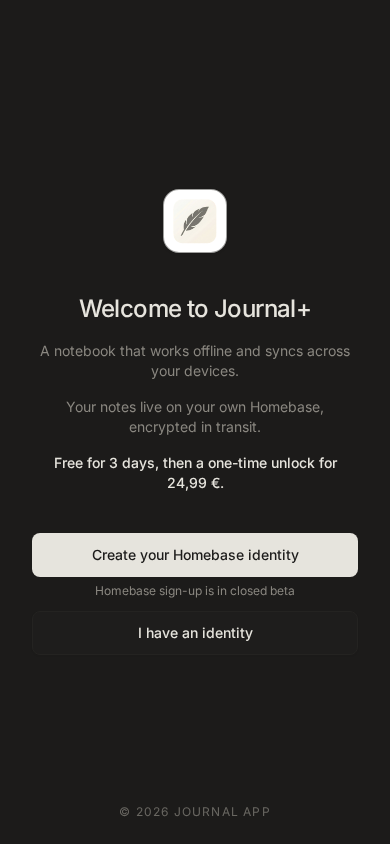 Welcome to Journal+
A notebook that works offline and syncs across
your devices.
Your notes live on your own Homebase,
encrypted in transit.
Free for 3 days, then a one-time unlock for
24,99 €.
Create your Homebase identity
Homebase sign-up is in closed beta
I have an identity
© 2026 JOURNAL APP